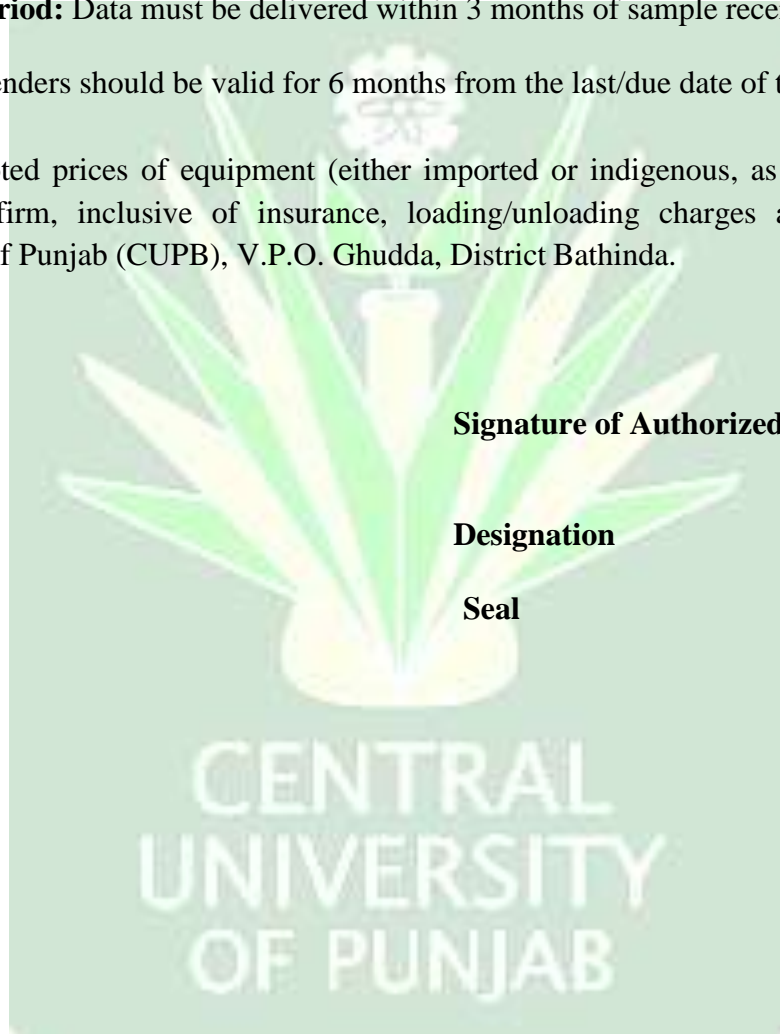 riod: Data must be delivered within 3 months of sample rece
enders should be valid for 6 months from the last/due date of t
ted prices of equipment (either imported or indigenous, as
firm, inclusive of insurance, loading/unloading charges a
f Punjab (CUPB), V.P.O. Ghudda, District Bathinda.
Signature of Authorized
Designation
Seal
CENTRAL
UNIVERSITY
OF PUNJAB